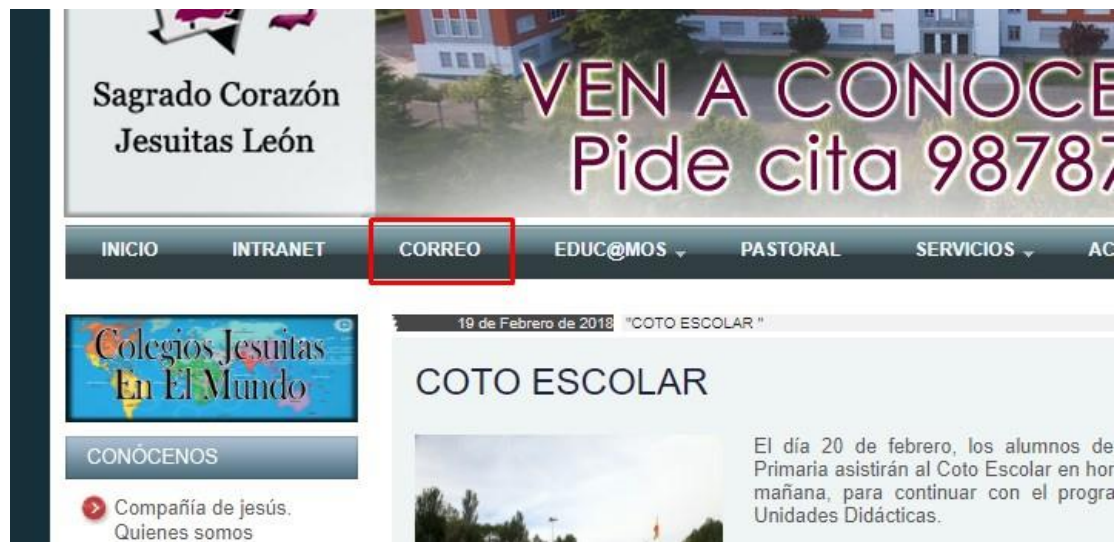 Sagrado Corazón
Jesuitas León
VEN A CONOCE
Pide cita 9878
INICIO INTRANET CORREO EDUC@MOS PASTORAL SERVICIOS AC
19 de Febrero de 2018 "COTO ESCOLAR "
Colegios Jesuitas
En El Mundo
CONÓCENOS
Compañía de jesús.
Quienes somos
COTO ESCOLAR
El día 20 de febrero, los alumnos de
Primaria asistirán al Coto Escolar en hor
mañana, para continuar con el progra
Unidades Didácticas.